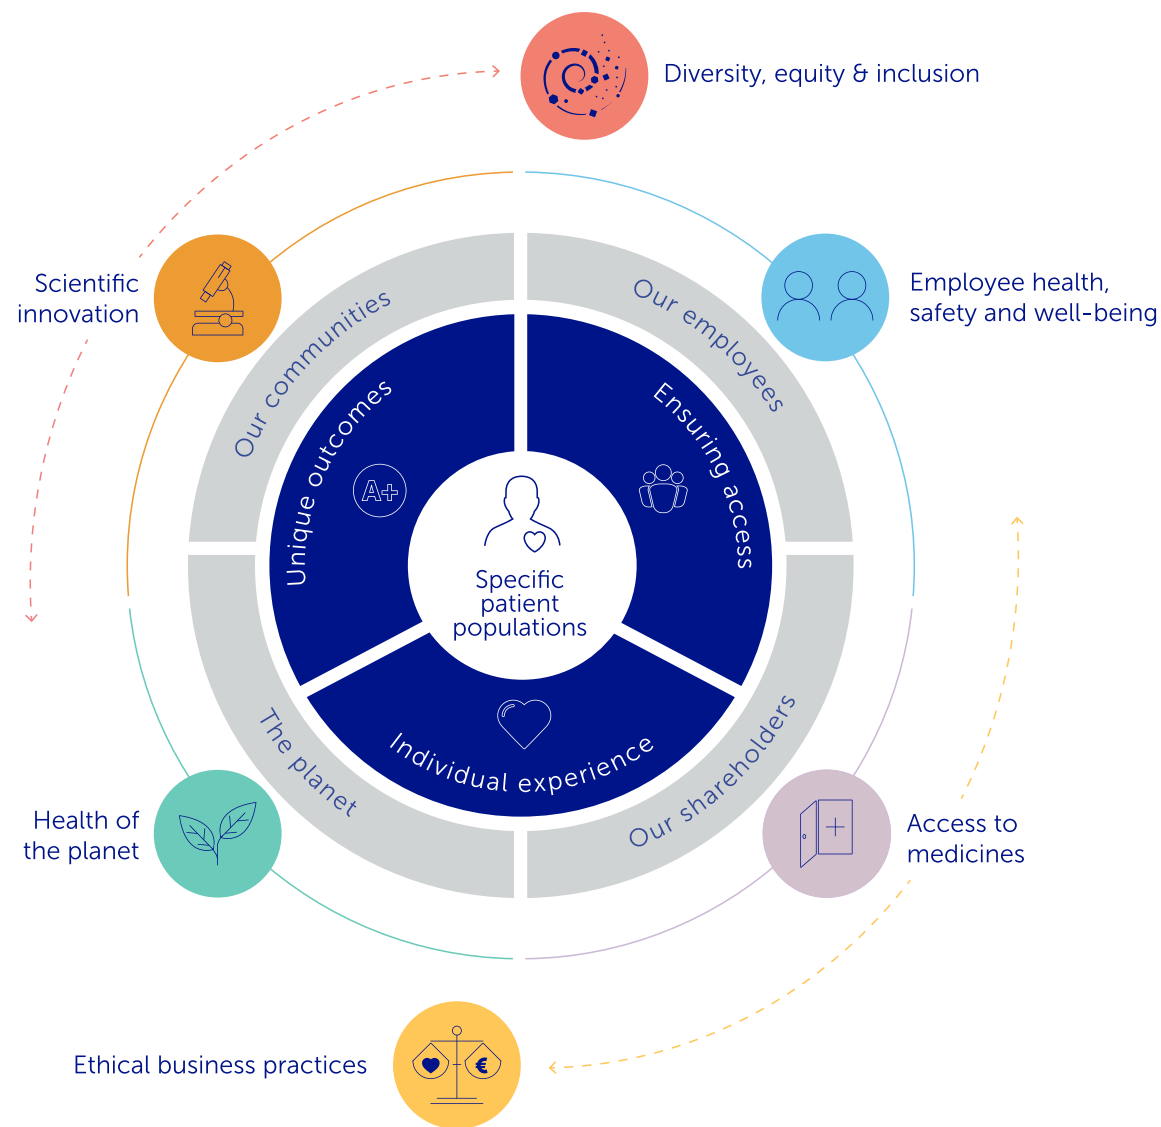 Diversity, equity & inclusion
Scientific
innovation
Employee health,
safety and well-being
Our communities
Our employees
Unique outcomes
Ensuring access
A+
Specific
patient
populations
Individual experience
The planet
Our shareholders
Health of
the planet
Access to
medicines
Ethical business practices
€